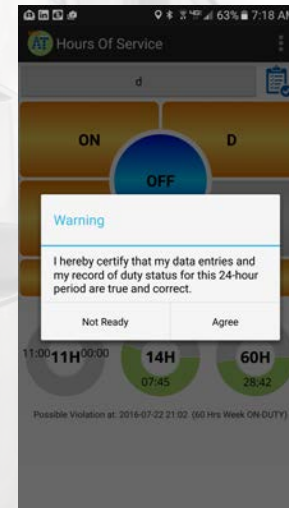 63% 7:18 AM
AT Hours Of Service
d
ON
D
OFF
Warning
I hereby certify that my data entries and
my record of duty status for this 24-hour
period are true and correct.
Not Ready
Agree
11:00 11H 00:00
14H
07:45
60H
28:42
Possible Violation at: 2016-07-22 21:02 (60 Hrs Week ON-DUTY)